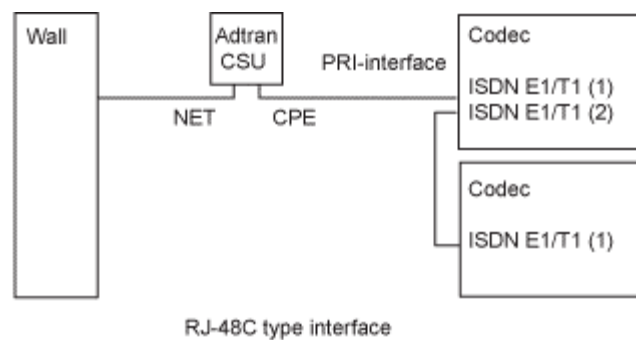 Wall
Adtran
CSU
PRI-interface
NET
CPE
Codec
ISDN E1/T1 (1)
ISDN E1/T1 (2)
Codec
ISDN E1/T1 (1)
RJ-48C type interface